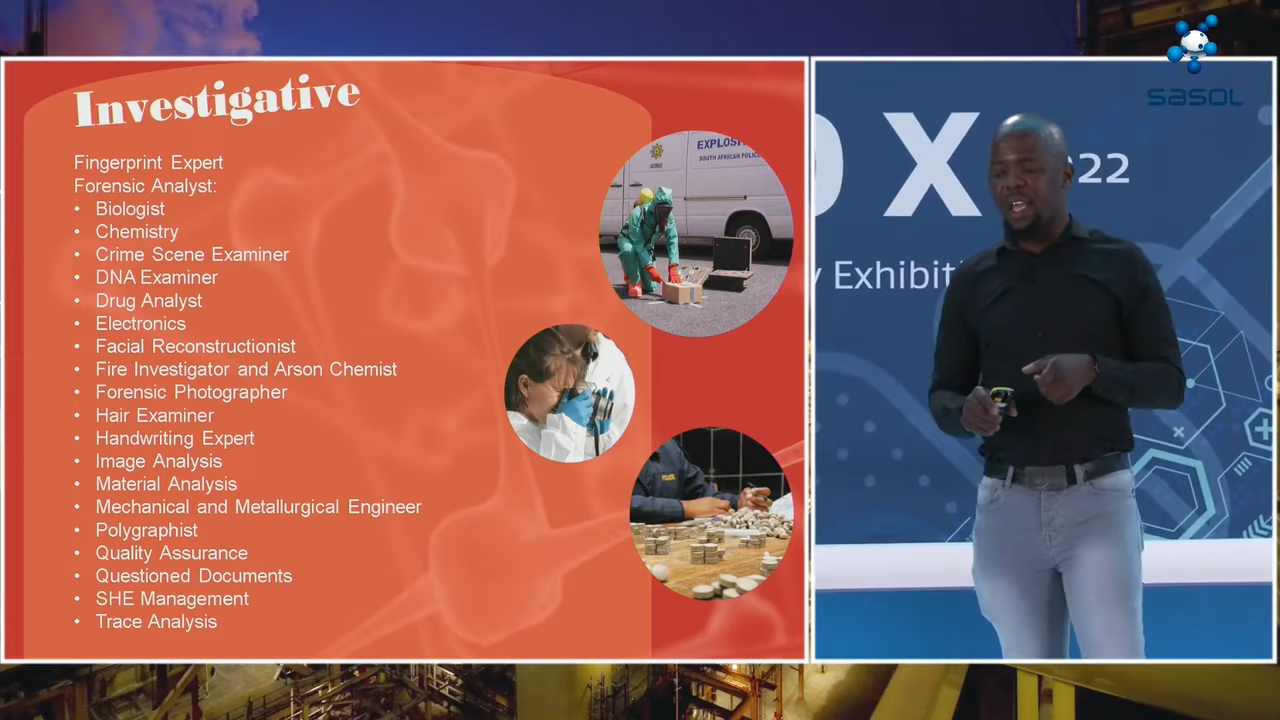 Investigative
Fingerprint Expert
Forensic Analyst:
• Biologist
• Chemistry
• Crime Scene Examiner
• DNA Examiner
• Drug Analyst
• Electronics
• Facial Reconstructionist
• Fire Investigator and Arson Chemist
• Forensic Photographer
• Hair Examiner
• Handwriting Expert
• Image Analysis
• Material Analysis
• Mechanical and Metallurgical Engineer
• Polygraphist
• Quality Assurance
• Questioned Documents
• SHE Management
• Trace Analysis
EXPLOS
SOUTH AFRICAN POLICE
POLICE
sasol
O X
22
y Exhibit